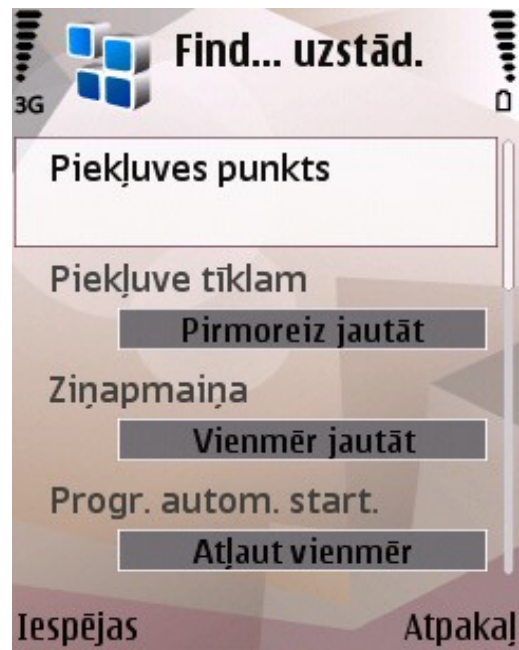 Find... uzstād.
3G
Piekļuves punkts
Piekļuve tīklam
Pirmoreiz jautāt
Ziņapmaiņa
Vienmēr jautāt
Progr. autom. start.
Atļaut vienmēr
Iespējas Atpakaļ